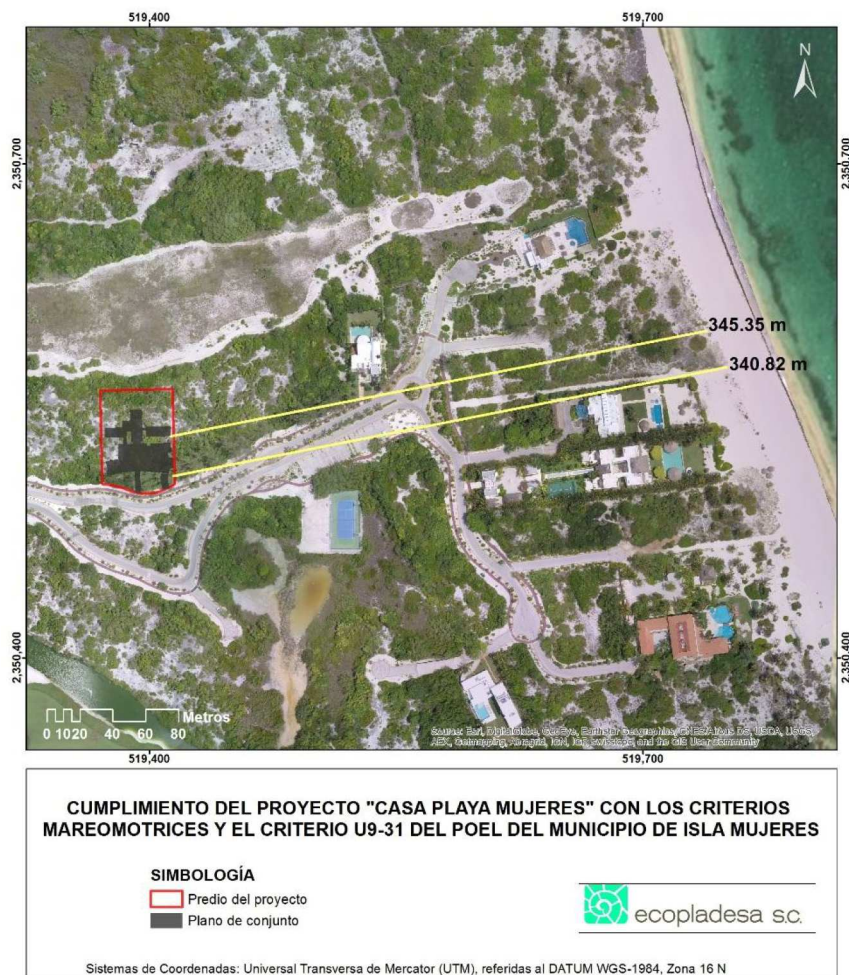 519,400 519,700
N
2,350,700 2,350,700
345.35 m
340.82 m
2,350,400 2,350,400
Metros
0 10 20 40 60 80
519,400 519,700
CUMPLIMIENTO DEL PROYECTO "CASA PLAYA MUJERES" CON LOS CRITERIOS
MAREOMOTRICES Y EL CRITERIO U9-31 DEL POEL DEL MUNICIPIO DE ISLA MUJERES
SIMBOLOGÍA
Predio del proyecto
Plano de conjunto
ecopladesa s.c.
Sistemas de Coordenadas: Universal Transversa de Mercator (UTM), referidas al DATUM WGS-1984, Zona 16 N